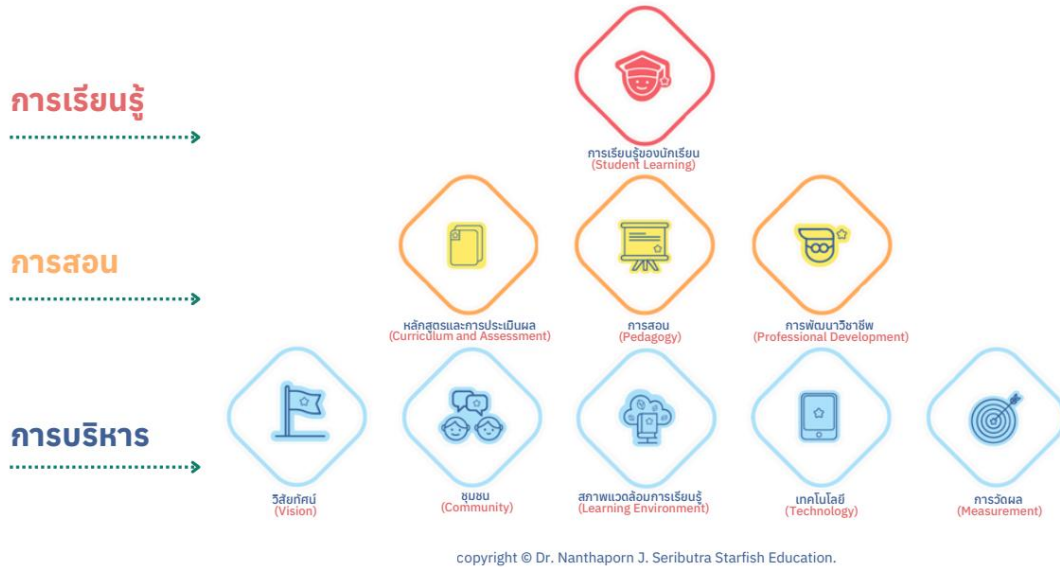 การเรียนรู้
การเรียนรู้ของนักเรียน
(Student Learning)
การสอน
หลักสูตรและการประเมินผล
(Curriculum and Assessment)
การสอน
(Pedagogy)
การพัฒนาวิชาชีพ
(Professional Development)
การบริหาร
วิสัยทัศน์
(Vision)
ชุมชน
(Community)
สภาพแวดล้อมการเรียนรู้
(Learning Environment)
เทคโนโลยี
(Technology)
การวัดผล
(Measurement)
copyright © Dr. Nanthaporn J. Seributra Starfish Education.